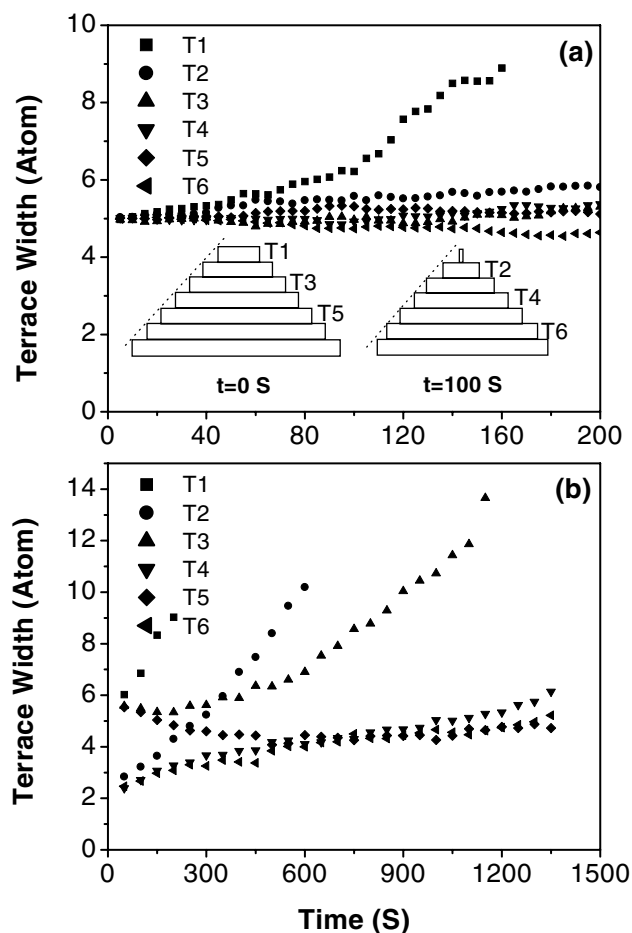 10
8
6
4
2
0
Terrace Width (Atom)
T1
T2
T3
T4
T5
T6
(a)
T1
T3
T5
t=0 S
T2
T4
T6
t=100 S
0 40 80 120 160 200
14
12
10
8
6
4
2
0
Terrace Width (Atom)
T1
T2
T3
T4
T5
T6
(b)
0 300 600 900 1200 1500
Time (S)